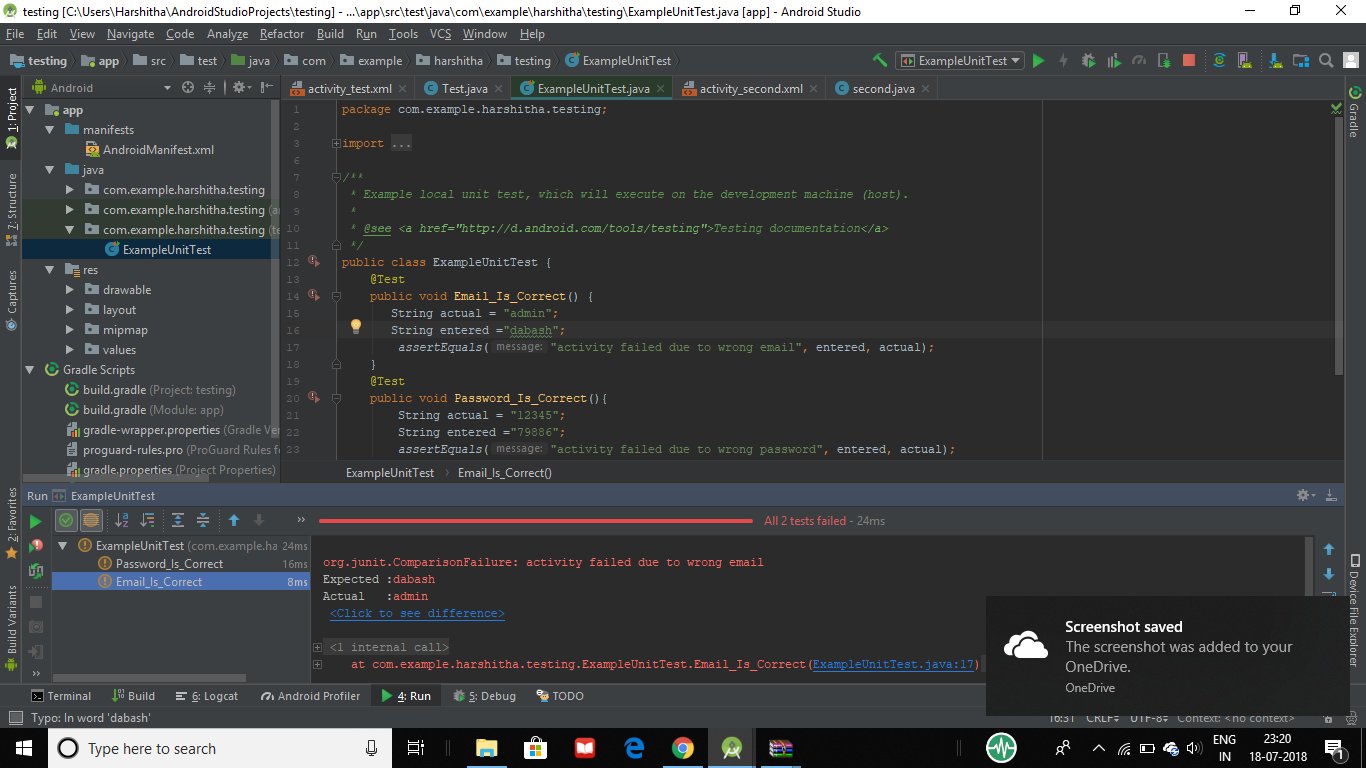 testing [C:\Users\Harshitha\AndroidStudioProjects\testing] - ...\app\src\test\java\com\example\harshitha\testing\ExampleUnitTest.java [app] - Android Studio
File Edit View Navigate Code Analyze Refactor Build Run Tools VCS Window Help
testing app src test java com example harshitha testing ExampleUnitTest
ExampleUnitTest
Android
activity_test.xml Test.java ExampleUnitTest.java activity_second.xml second.java
1: Project
7: Structure
Captures
2: Favorites
Build Variants
app
manifests
AndroidManifest.xml
java
com.example.harshitha.testing
com.example.harshitha.testing (a
com.example.harshitha.testing (te
ExampleUnitTest
res
drawable
layout
mipmap
values
Gradle Scripts
build.gradle (Project: testing)
build.gradle (Module: app)
gradle-wrapper.properties (Gradle Ver
proguard-rules.pro (ProGuard Rules fo
gradle.properties (Project Properties)
1 package com.example.harshitha.testing;
2
3 import ...
6
7 /**
8 * Example local unit test, which will execute on the development machine (host).
9 *
10 * @see <a href="http://d.android.com/tools/testing">Testing documentation</a>
11 */
12 public class ExampleUnitTest {
13 @Test
14 public void Email_Is_Correct() {
15 String actual = "admin";
16 String entered ="dabash";
17 assertEquals( message: "activity failed due to wrong email", entered, actual);
18 }
19 @Test
20 public void Password_Is_Correct(){
21 String actual = "12345";
22 String entered ="79886";
23 assertEquals( message: "activity failed due to wrong password", entered, actual);
ExampleUnitTest › Email_Is_Correct()
Gradle
Device File Explorer
Run ExampleUnitTest
» All 2 tests failed - 24ms
ExampleUnitTest (com.example.ha 24ms
Password_Is_Correct 16ms
Email_Is_Correct 8ms
org.junit.ComparisonFailure: activity failed due to wrong email
Expected :dabash
Actual :admin
<Click to see difference>
<1 internal call>
at com.example.harshitha.testing.ExampleUnitTest.Email_Is_Correct(ExampleUnitTest.java:17)
Screenshot saved
The screenshot was added to your
OneDrive.
OneDrive
»
Terminal Build 6: Logcat Android Profiler 4: Run 5: Debug TODO
Typo: In word 'dabash'
16:31 CRLF UTF-8 Context: <no context>
Type here to search
ENG
IN
23:20
18-07-2018
1